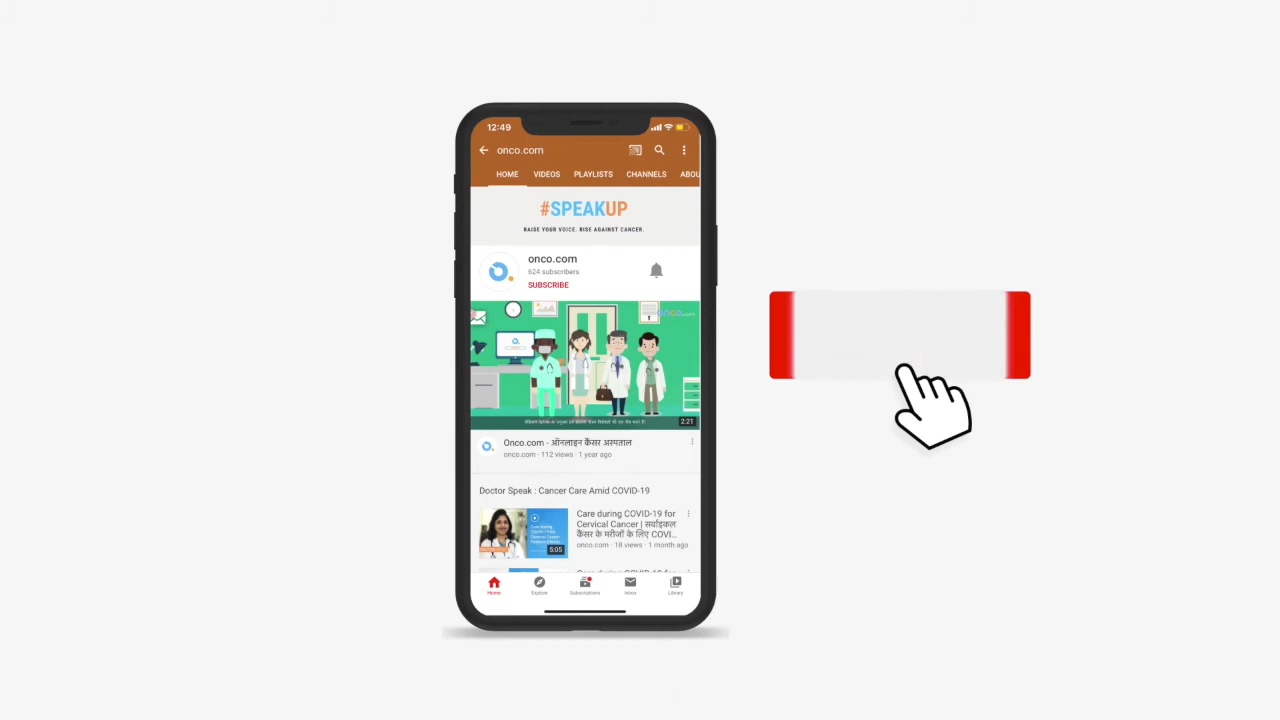 12:49
onco.com
HOME VIDEOS PLAYLISTS CHANNELS ABOU
#SPEAKUP
RAISE YOUR VOICE. RISE AGAINST CANCER.
onco.com
624 subscribers
SUBSCRIBE
2:21
Onco.com - ऑनलाइन कैंसर अस्पताल
onco.com · 112 views · 1 year ago
Doctor Speak : Cancer Care Amid COVID-19
Care during COVID-19 for
Cervical Cancer | सर्वाइकल
कैंसर के मरीजों के लिए COVI...
onco.com · 18 views · 1 month ago
5:05
Home Explore Subscriptions Inbox Library